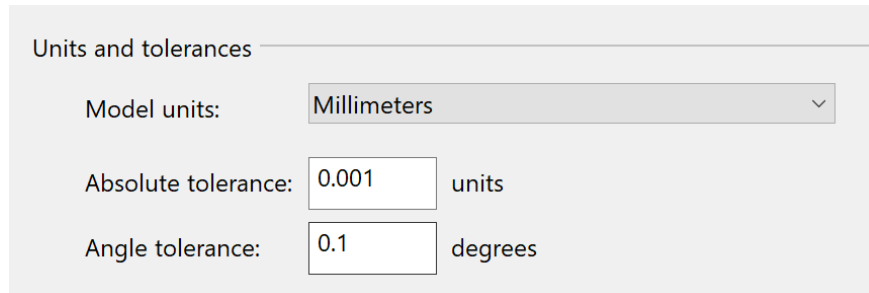 Units and tolerances
Model units: Millimeters
Absolute tolerance: 0.001 units
Angle tolerance: 0.1 degrees